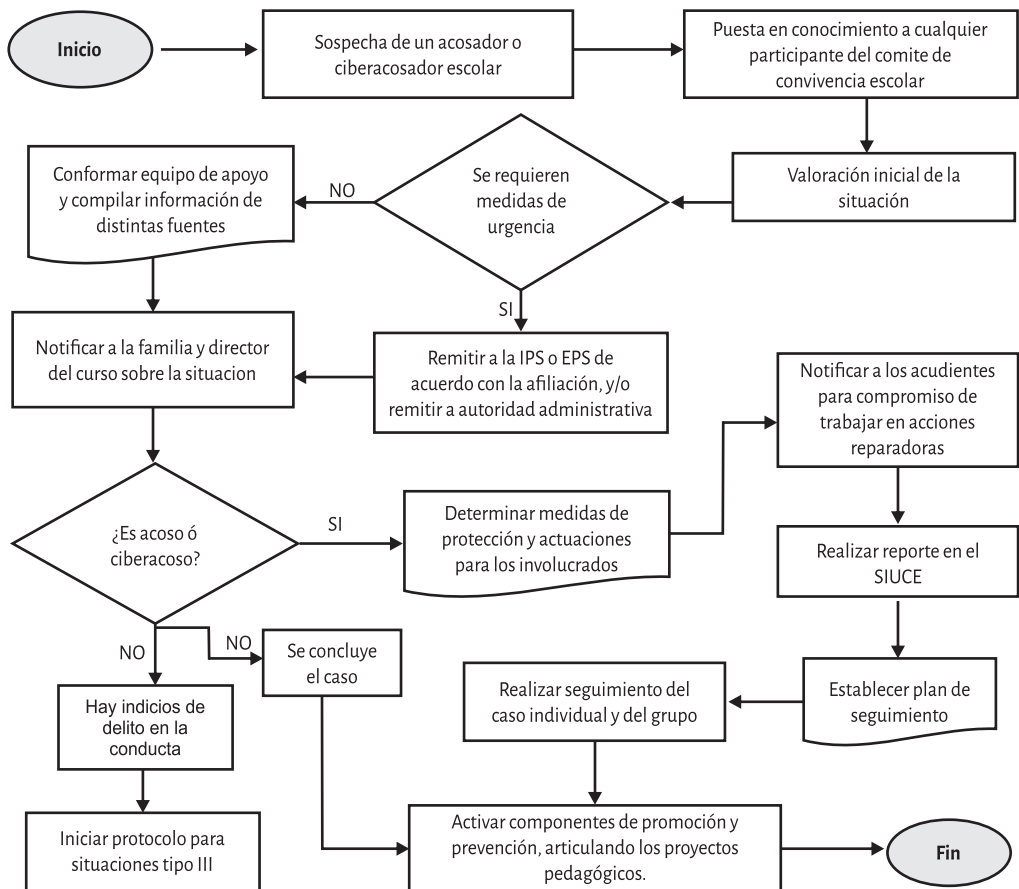 Inicio
Sospecha de un acosador o
ciberacosador escolar
Puesta en conocimiento a cualquier
participante del comite de
convivencia escolar
Valoración inicial de la
situación
Se requieren
medidas de
urgencia
NO
Conformar equipo de apoyo
y compilar información de
distintas fuentes
SI
Remitir a la IPS o EPS de
acuerdo con la afiliación, y/o
remitir a autoridad administrativa
Notificar a la familia y director
del curso sobre la situacion
¿Es acoso ó
ciberacoso?
SI
Determinar medidas de
protección y actuaciones
para los involucrados
Notificar a los acudientes
para compromiso de
trabajar en acciones
reparadoras
Realizar reporte en el
SIUCE
Establecer plan de
seguimiento
Realizar seguimiento del
caso individual y del grupo
NO
NO
Se concluye
el caso
Hay indicios de
delito en la
conducta
Iniciar protocolo para
situaciones tipo III
Activar componentes de promoción y
prevención, articulando los proyectos
pedagógicos.
Fin